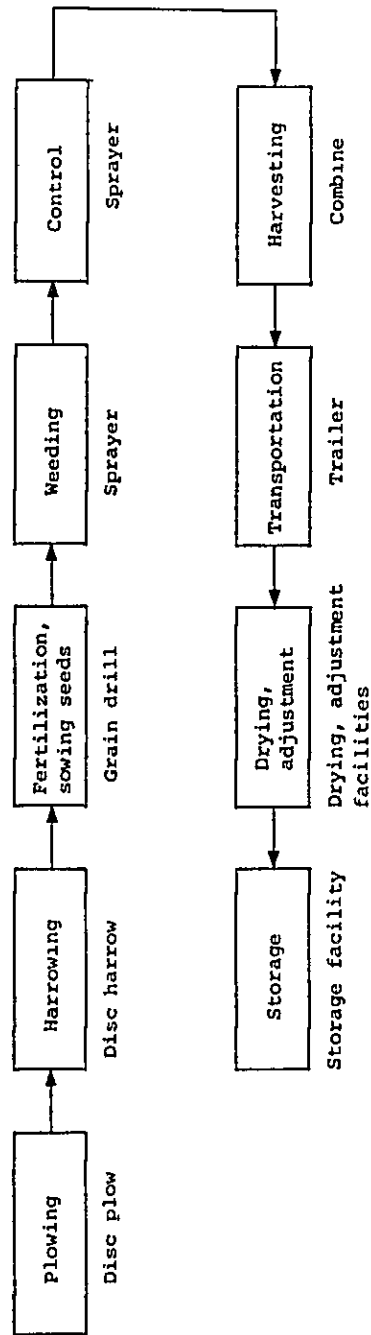 Plowing
Disc plow
Harrowing
Disc harrow
Fertilization,
sowing seeds
Grain drill
Weeding
Sprayer
Control
Sprayer
Harvesting
Combine
Transportation
Trailer
Drying,
adjustment
Drying, adjustment
facilities
Storage
Storage facility